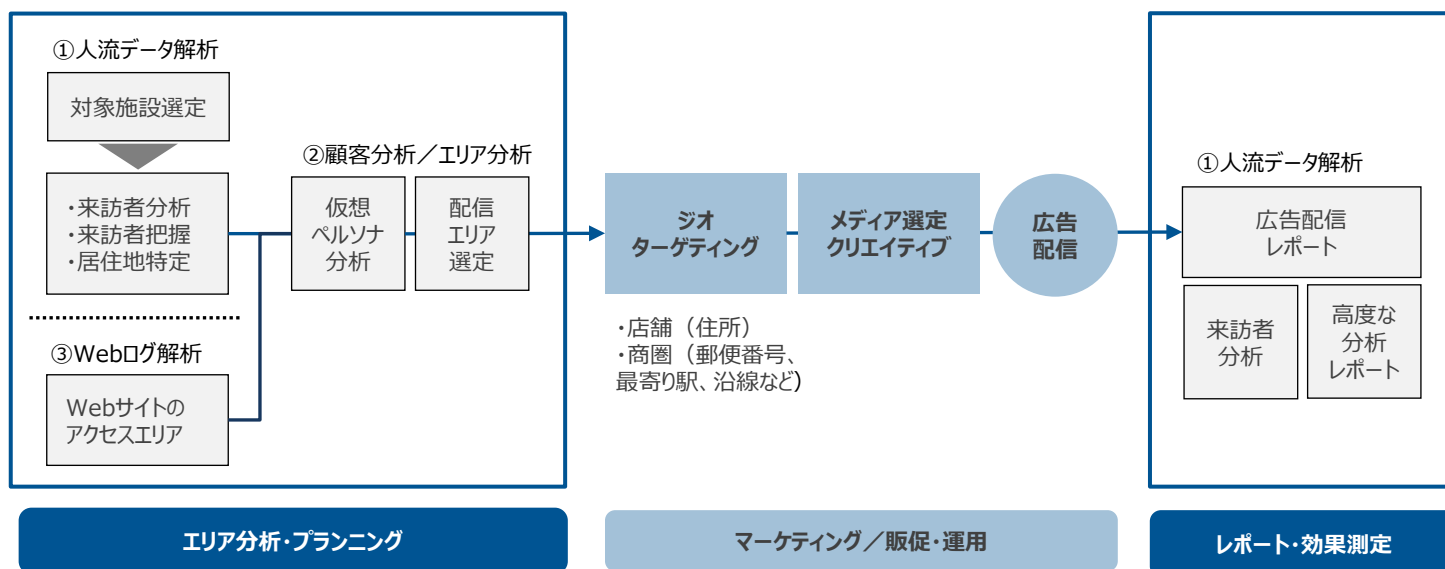 ①人流データ解析
対象施設選定
・来訪者分析
・来訪者把握
・居住地特定
③Webログ解析
Webサイトの
アクセスエリア
②顧客分析／エリア分析
仮想
ペルソナ
分析
配信
エリア
選定
エリア分析・プランニング
ジオ
ターゲティング
メディア選定
クリエイティブ
広告
配信
・店舗（住所）
・商圏（郵便番号、
最寄り駅、沿線など）
マーケティング／販促・運用
①人流データ解析
広告配信
レポート
来訪者
分析
高度な
分析
レポート
レポート・効果測定